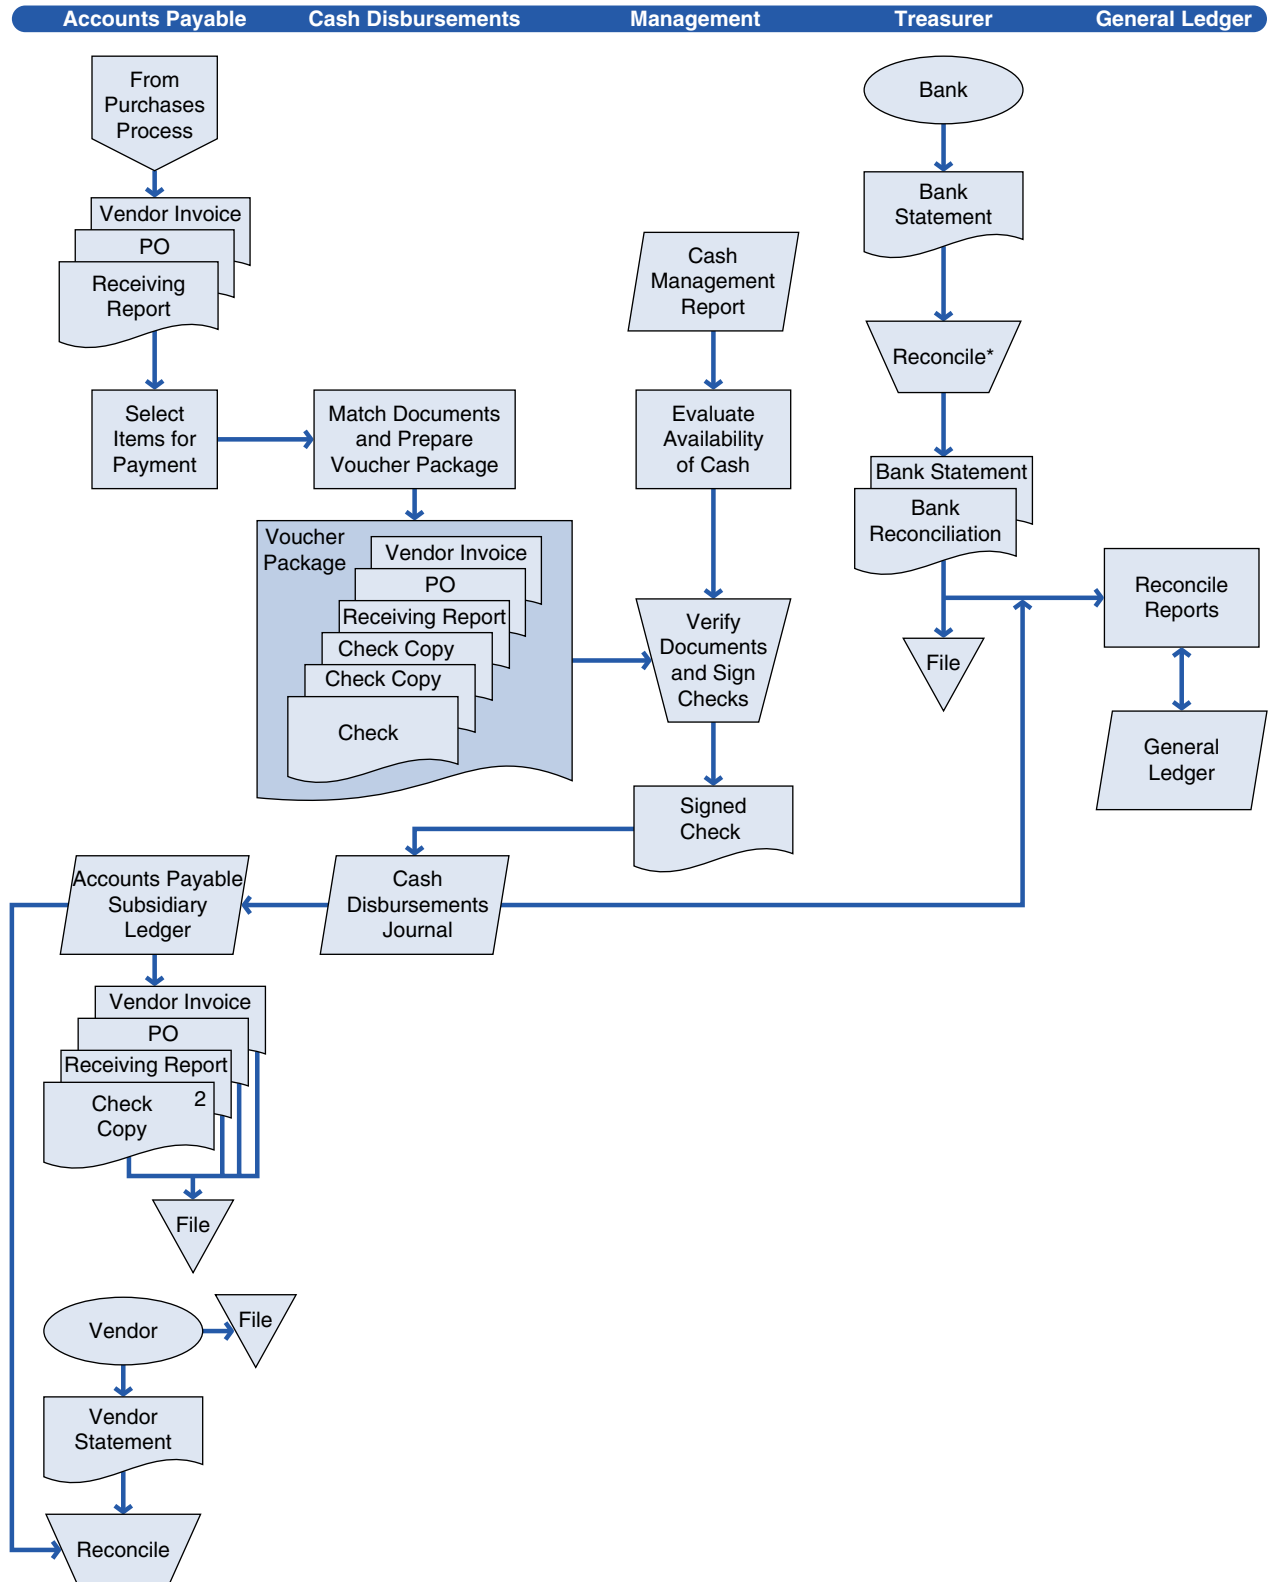 Accounts Payable
Cash Disbursements
Management
Treasurer
General Ledger
From
Purchases
Process
Vendor Invoice
PO
Receiving
Report
Select
Items for
Payment
Match Documents
and Prepare
Voucher Package
Voucher
Package
Vendor Invoice
PO
Receiving Report
Check Copy
Check Copy
Check
Cash
Management
Report
Evaluate
Availability
of Cash
Verify
Documents
and Sign
Checks
Signed
Check
Bank
Bank
Statement
Reconcile*
Bank Statement
Bank
Reconciliation
File
Reconcile
Reports
General
Ledger
Cash
Disbursements
Journal
Accounts Payable
Subsidiary
Ledger
Vendor Invoice
PO
Receiving Report
Check 2
Copy
File
Vendor
File
Vendor
Statement
Reconcile